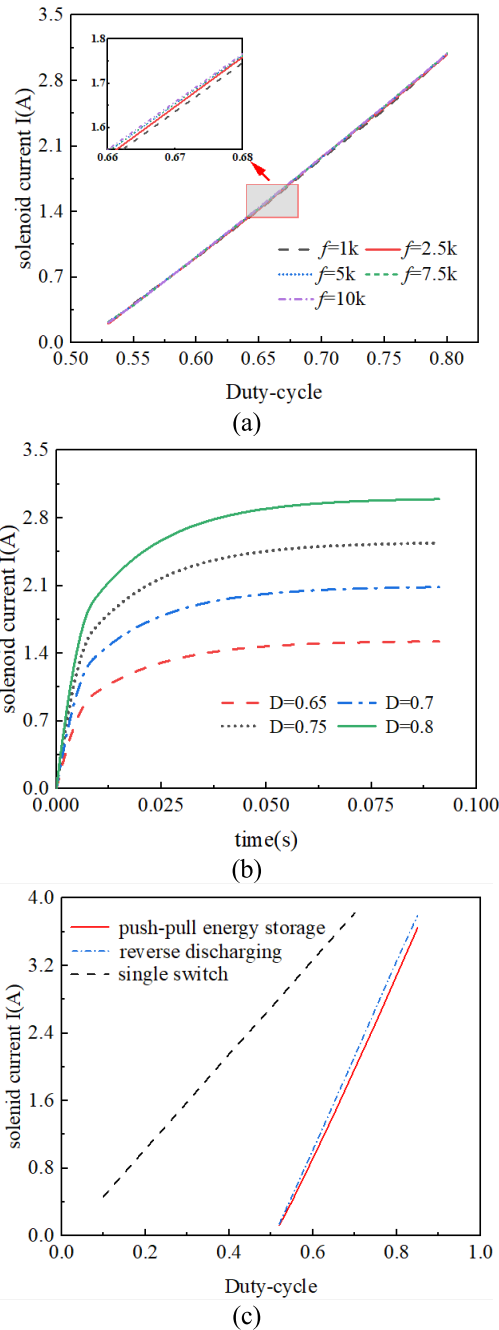 3.5
2.8
2.1
1.4
0.7
0.0
solenoid current I(A)
1.8
1.7
1.6
0.66
0.67
0.68
f=1k
f=2.5k
f=5k
f=7.5k
f=10k
0.50
0.55
0.60
0.65
0.70
0.75
0.80
Duty-cycle
(a)
3.5
2.8
2.1
1.4
0.7
0.0
solenoid current I(A)
D=0.65
D=0.7
D=0.75
D=0.8
0.000
0.025
0.050
0.075
0.100
time(s)
(b)
4.0
3.2
2.4
1.6
0.8
0.0
solenid current I(A)
push-pull energy storage
reverse discharging
single switch
0.0
0.2
0.4
0.6
0.8
1.0
Duty-cycle
(c)